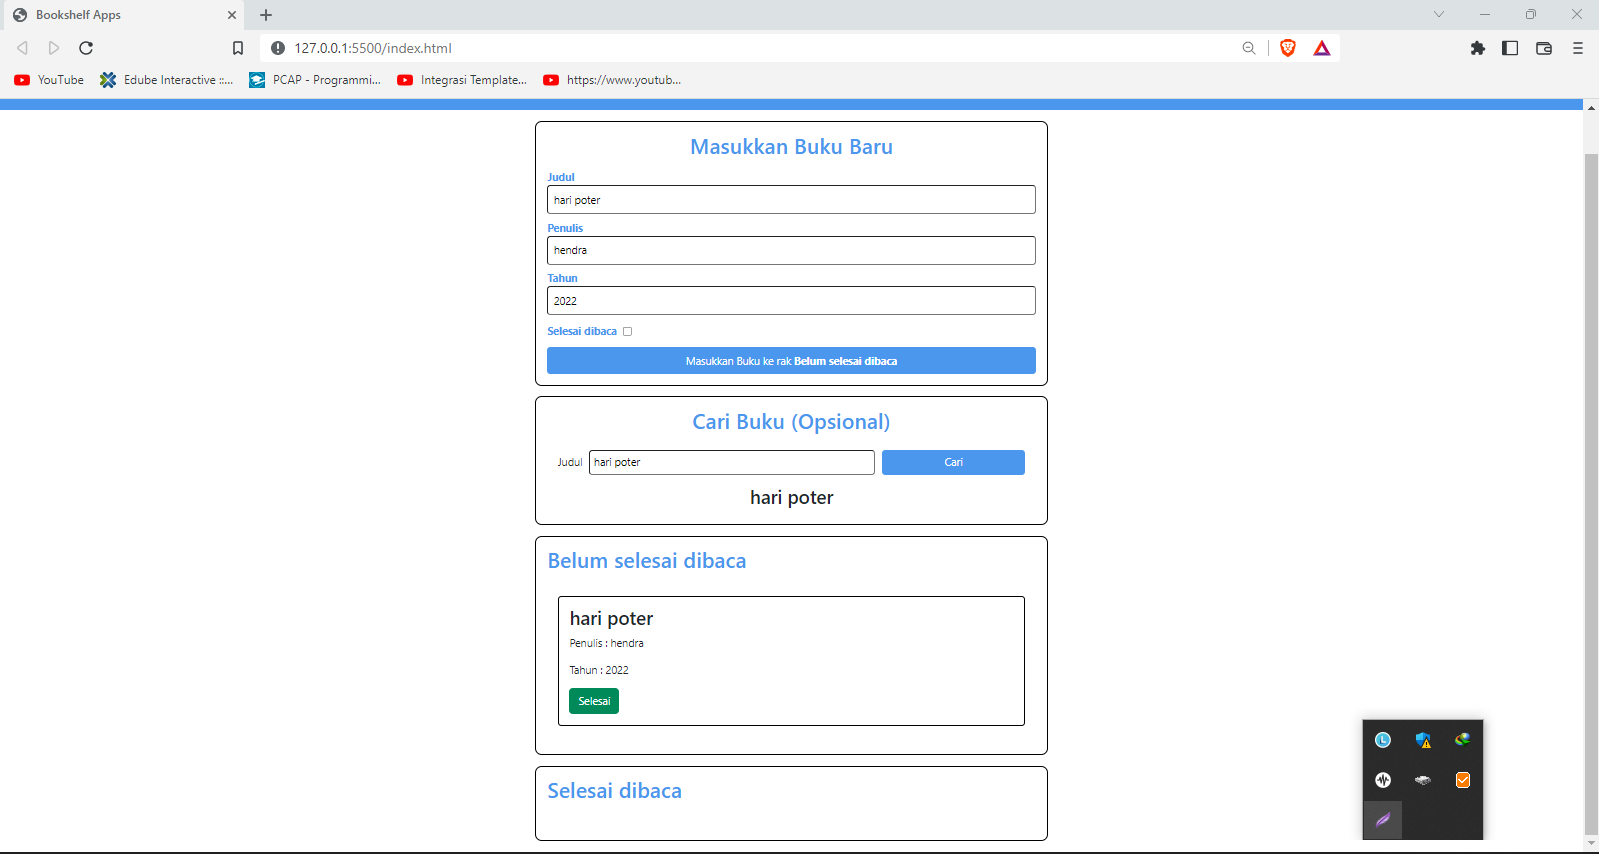 Bookshelf Apps
127.0.0.1:5500/index.html
YouTube Edube Interactive ::... PCAP - Programmi... Integrasi Template... https://www.youtub...
Masukkan Buku Baru
Judul
hari poter
Penulis
hendra
Tahun
2022
Selesai dibaca
Masukkan Buku ke rak Belum selesai dibaca
Cari Buku (Opsional)
Judul hari poter Cari
hari poter
Belum selesai dibaca
hari poter
Penulis : hendra
Tahun : 2022
Selesai
Selesai dibaca